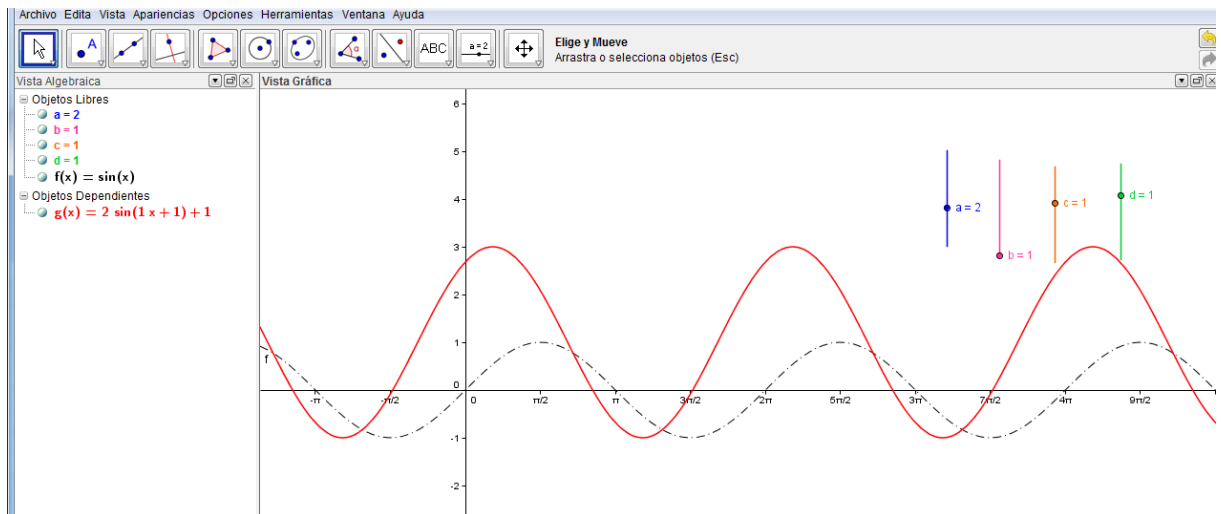 Archivo Edita Vista Apariencias Opciones Herramientas Ventana Ayuda
A
α
ABC
a=2
Elige y Mueve
Arrastra o selecciona objetos (Esc)
Vista Algebraica
Objetos Libres
a = 2
b = 1
c = 1
d = 1
f(x) = sin(x)
Objetos Dependientes
g(x) = 2 sin(1 x + 1) + 1
Vista Gráfica
6
5
4
3
2
1
0
-1
-2
a = 2
b = 1
c = 1
d = 1
f
-π
-π/2
0
π/2
π
3π/2
2π
5π/2
3π
7π/2
4π
9π/2